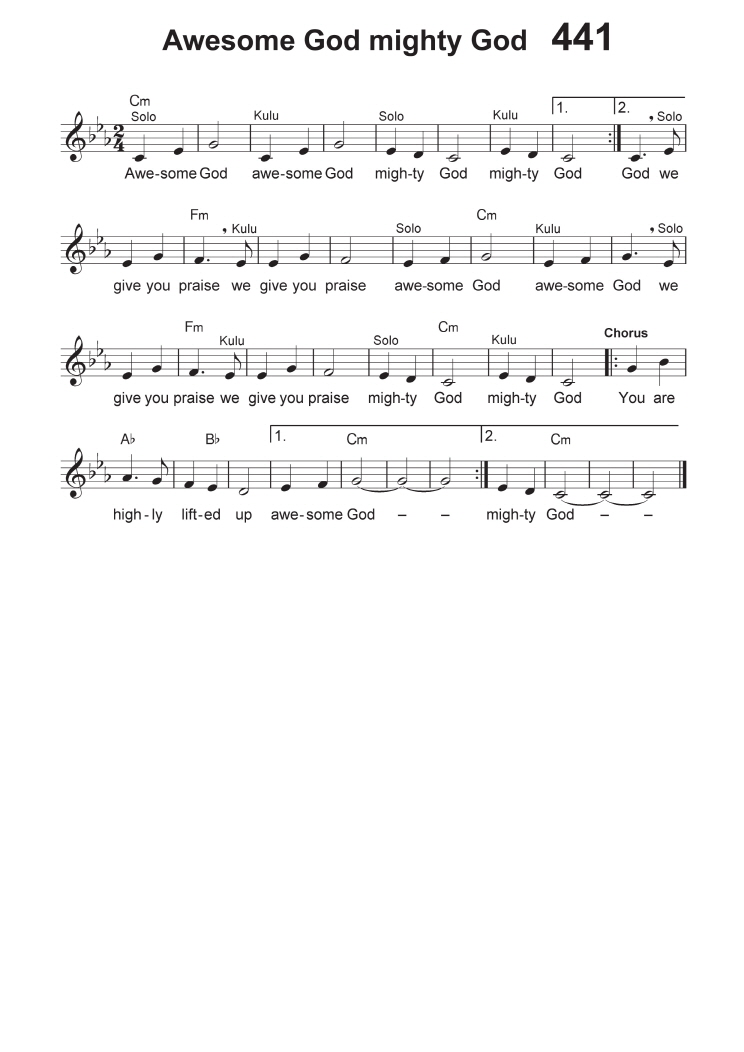 Awesome God mighty God 441
Cm
Solo Kulu Solo Kulu 1. 2. Solo
2
4
Awe-some God awe-some God migh-ty God migh-ty God God we
Fm Kulu Solo Cm Kulu Solo
give you praise we give you praise awe-some God awe-some God we
Fm Kulu Solo Cm Kulu Chorus
give you praise we give you praise migh-ty God migh-ty God You are
A♭ B♭ 1. Cm 2. Cm
high-ly lift-ed up awe-some God – – migh-ty God – –